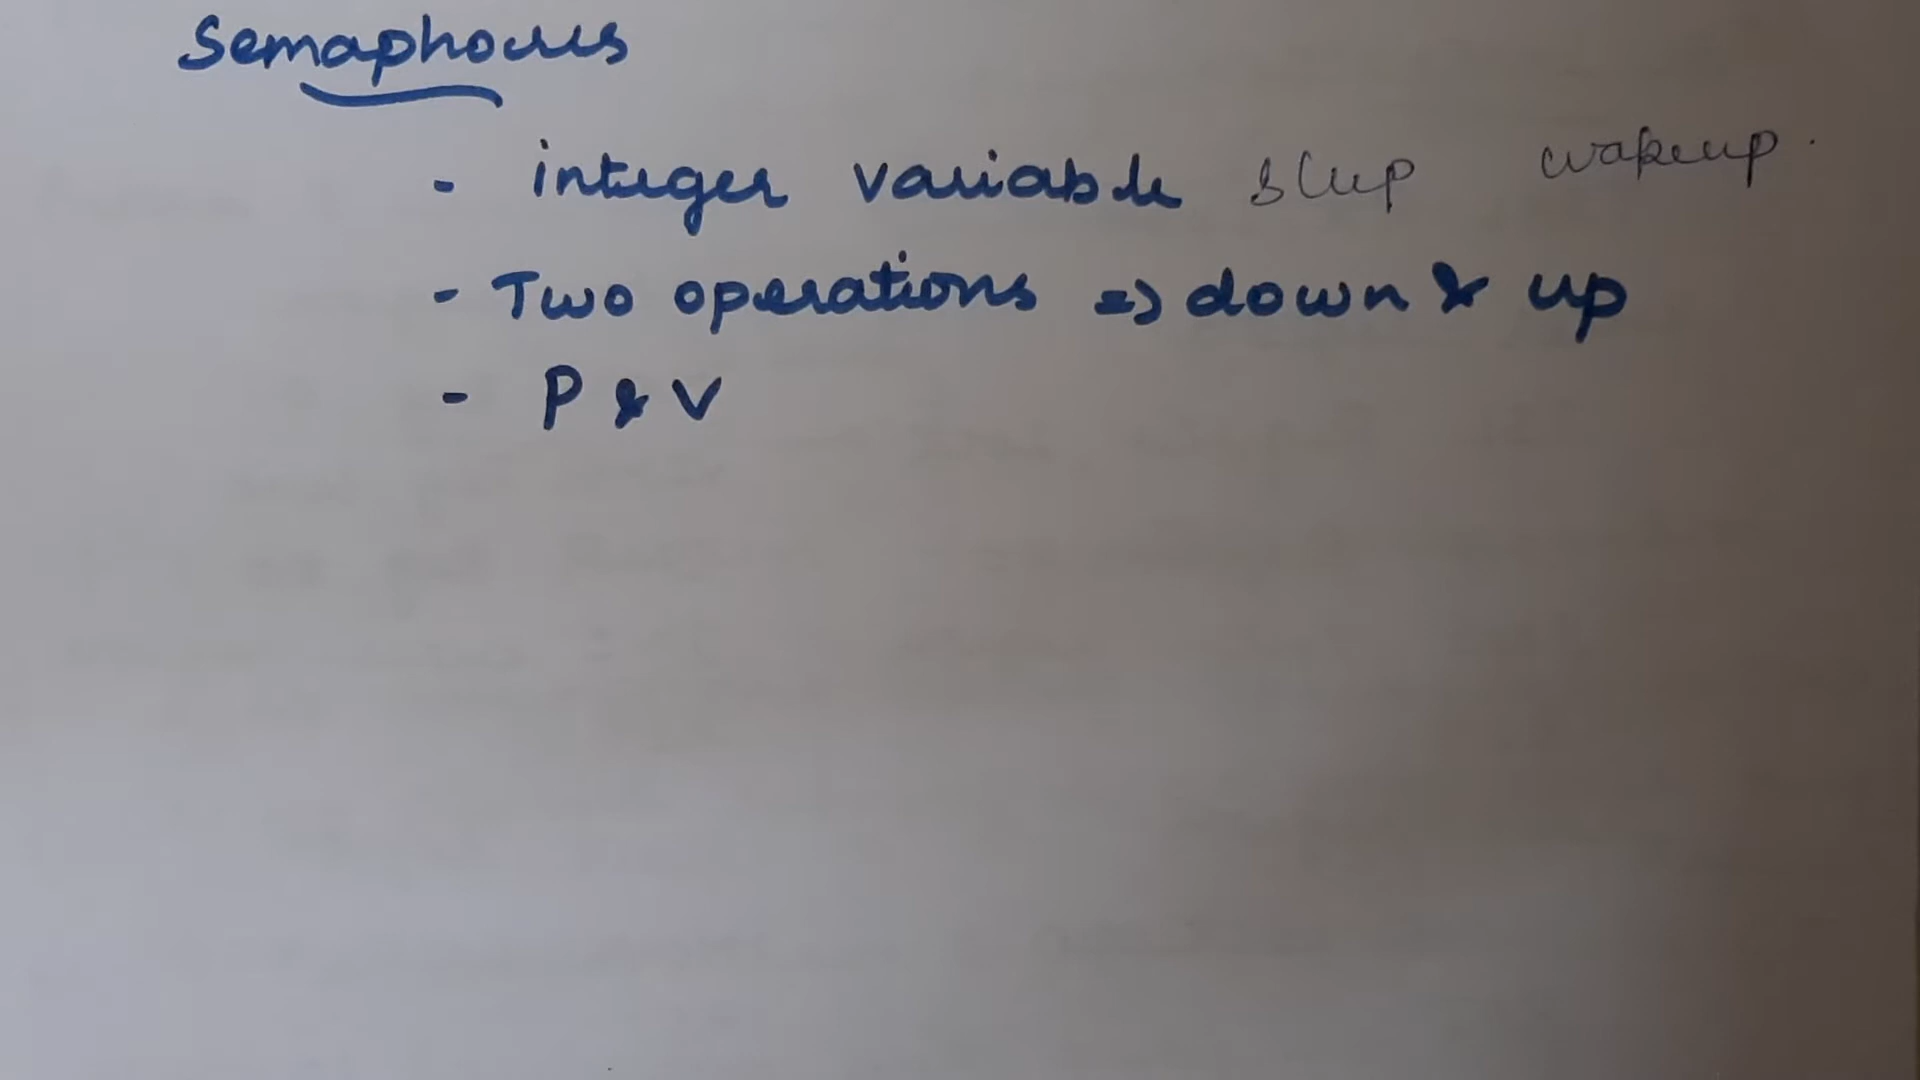 Semaphores
- integer variable sleep wakeup.
- Two operations => down & up
- P & V